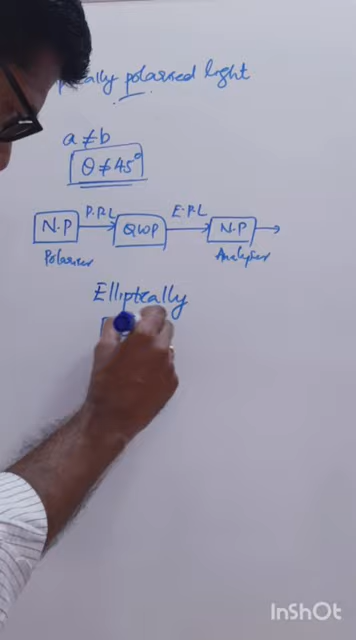 polarised light
a ≠ b
θ ≠ 45°
P.P.L E.P.L
N.P QWP N.P
Polariser Analyser
Elliptically
InShOt